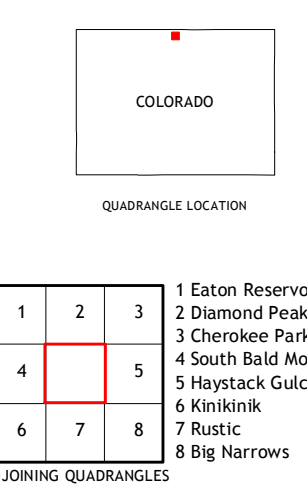 COLORADO
QUADRANGLE LOCATION
1 2 3
4 5
6 7 8
1 Eaton Reservo
2 Diamond Peak
3 Cherokee Park
4 South Bald Mo
5 Haystack Gulc
6 Kinikinik
7 Rustic
8 Big Narrows
JOINING QUADRANGLES